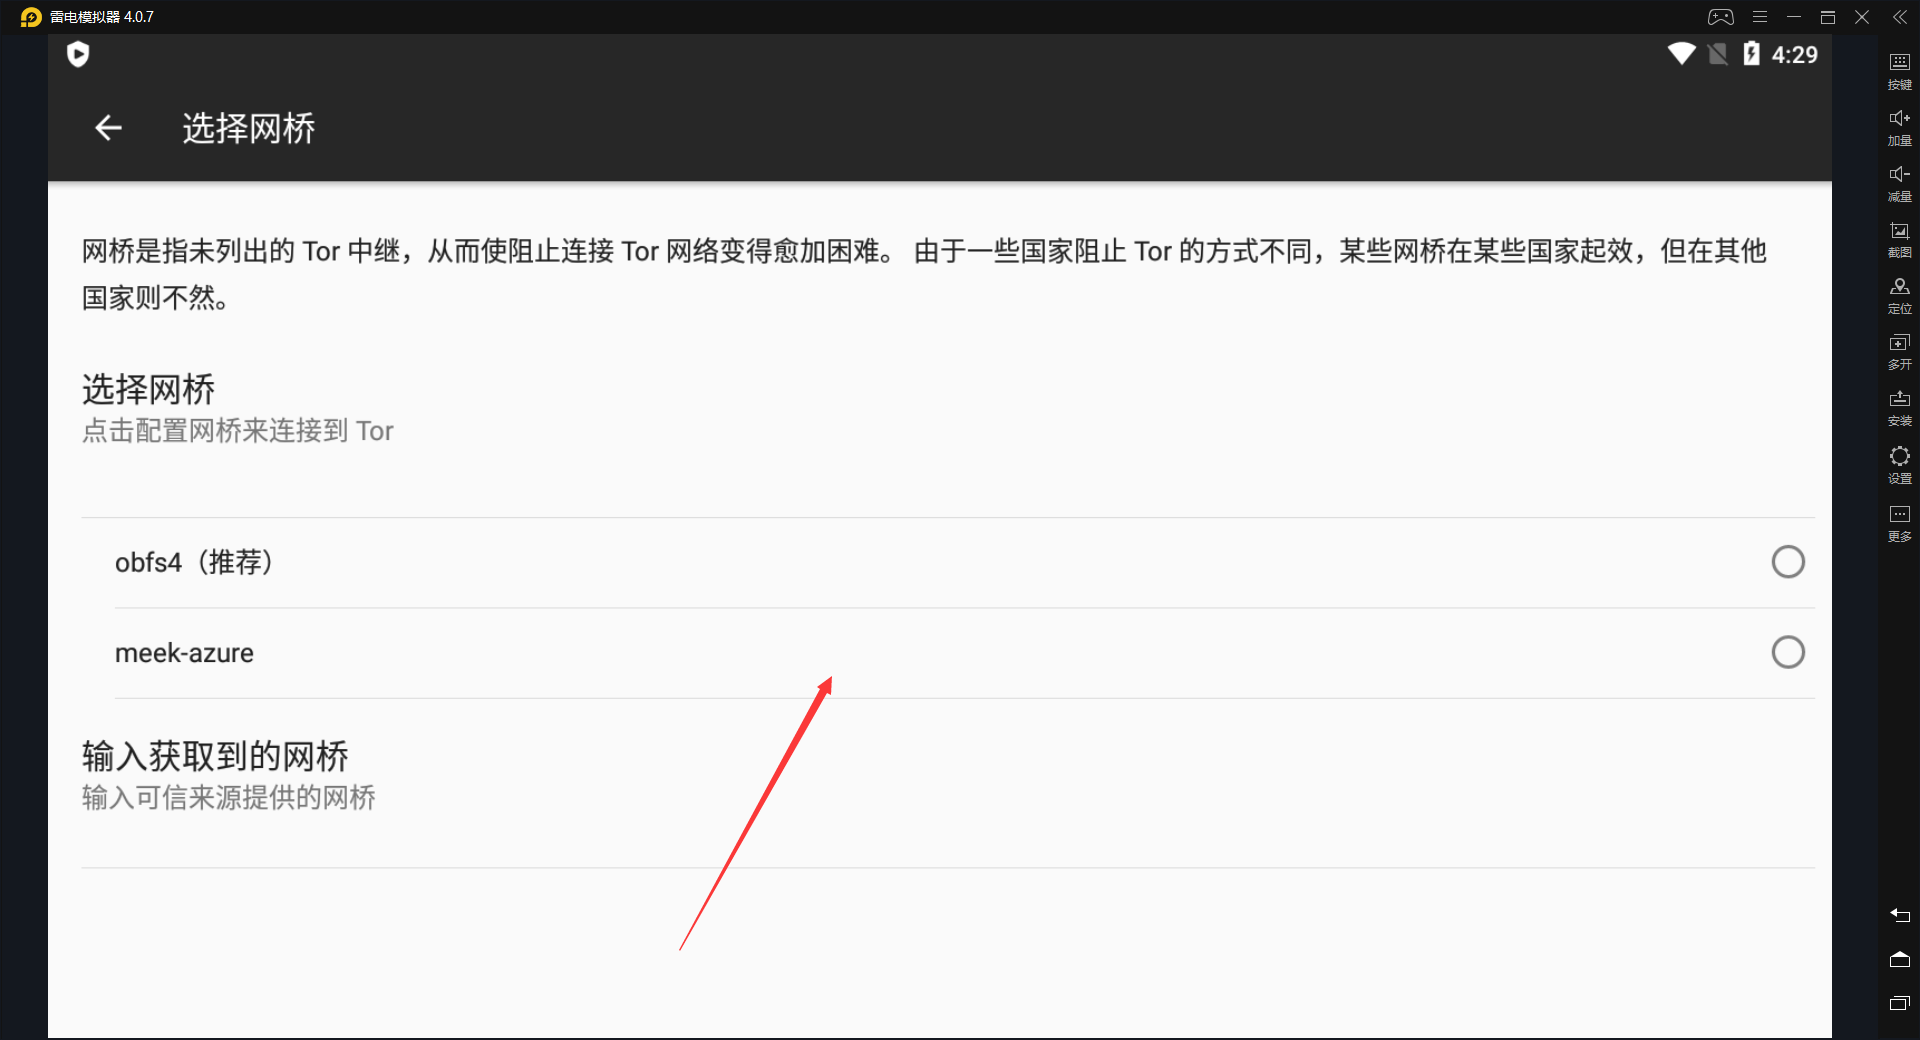 雷电模拟器 4.0.7
4:29
选择网桥
网桥是指未列出的 Tor 中继，从而使阻止连接 Tor 网络变得愈加困难。 由于一些国家阻止 Tor 的方式不同，某些网桥在某些国家起效，但在其他
国家则不然。
选择网桥
点击配置网桥来连接到 Tor
obfs4（推荐）
meek-azure
输入获取到的网桥
输入可信来源提供的网桥
按键
加量
减量
截图
定位
多开
安装
设置
更多